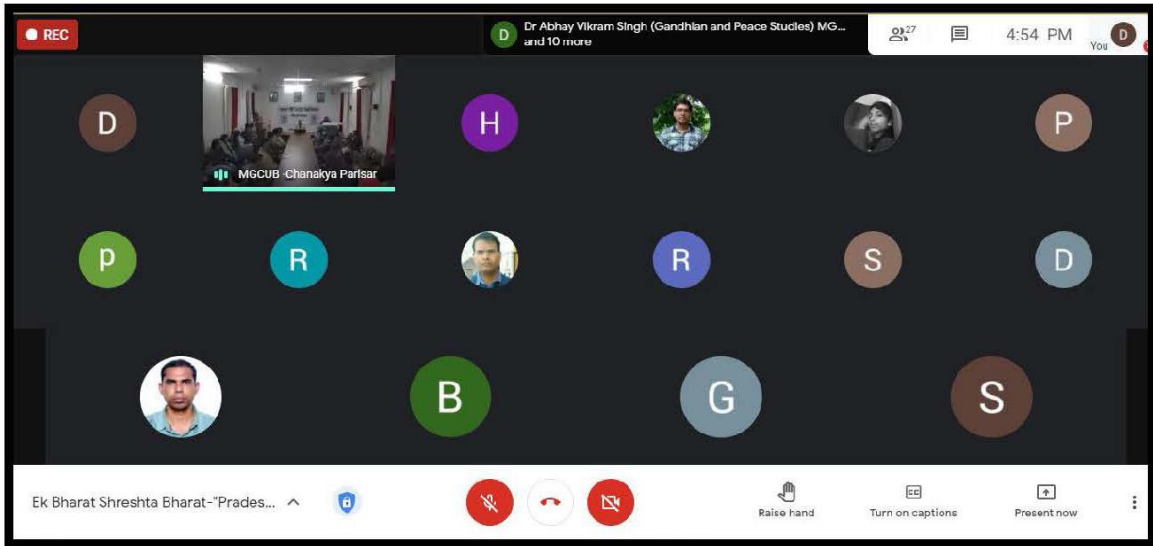 REC
D
Dr Abhay Vikram Singh (Gandhian and Peace Studies) MG...
and 10 more
27
4:54 PM
You
D
D
H
P
MGCUB -Chanakya Parisar
p
R
R
S
D
B
G
S
Ek Bharat Shreshta Bharat-"Prades...
Raise hand
CC
Turn on captions
Present now